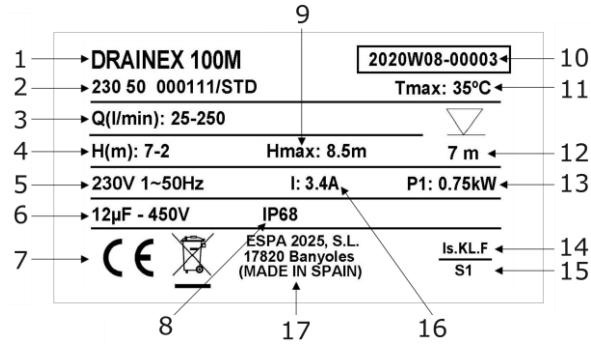 9
1 DRAINEX 100M 2020W08-00003 10
2 230 50 000111/STD Tmax: 35ºC 11
3 Q(l/min): 25-250
4 H(m): 7-2 Hmax: 8.5m 7 m 12
5 230V 1~50Hz I: 3.4A P1: 0.75kW 13
6 12µF - 450V IP68
7 CE ESPA 2025, S.L. Is.KL.F 14
17820 Banyoles
(MADE IN SPAIN) S1 15
8 17 16